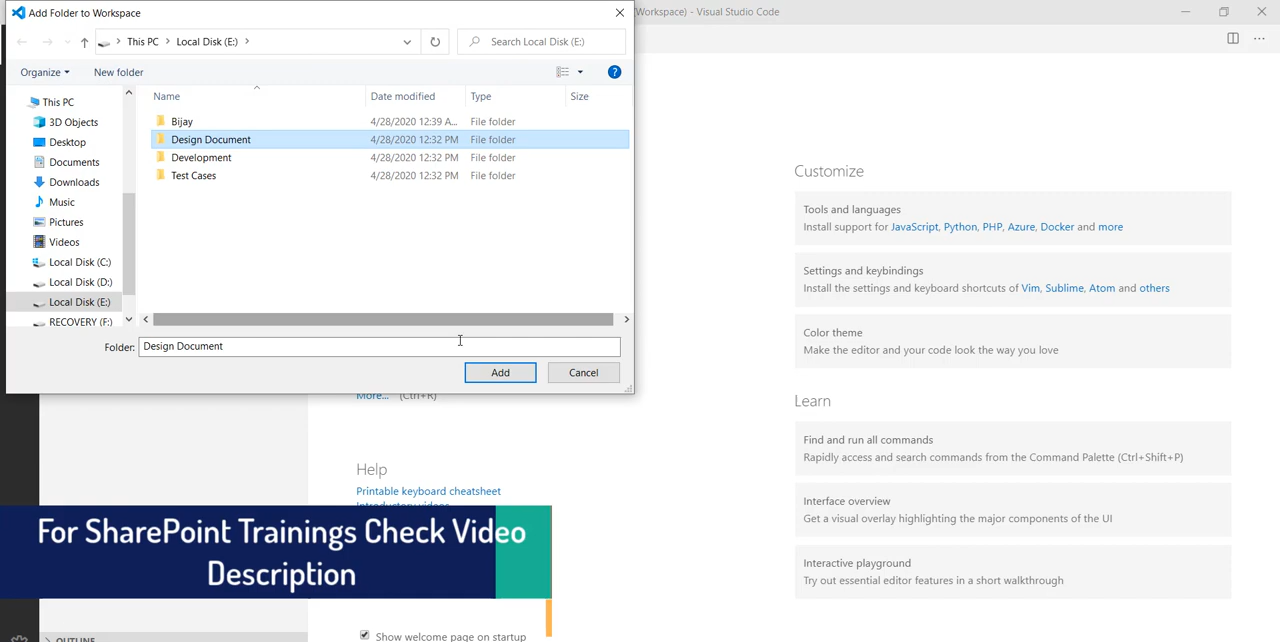 Add Folder to Workspace
(Workspace) - Visual Studio Code
This PC > Local Disk (E:) >
Search Local Disk (E:)
Organize
New folder
Name
Date modified
Type
Size
This PC
3D Objects
Desktop
Documents
Downloads
Music
Pictures
Videos
Local Disk (C:)
Local Disk (D:)
Local Disk (E:)
RECOVERY (F:)
Bijay 4/28/2020 12:39 A... File folder
Design Document 4/28/2020 12:32 PM File folder
Development 4/28/2020 12:32 PM File folder
Test Cases 4/28/2020 12:32 PM File folder
Folder: Design Document
Add
Cancel
More... (Ctrl+R)
Help
Printable keyboard cheatsheet
Introductory videos
For SharePoint Trainings Check Video
Description
Show welcome page on startup
OUTLINE
Customize
Tools and languages
Install support for JavaScript, Python, PHP, Azure, Docker and more
Settings and keybindings
Install the settings and keyboard shortcuts of Vim, Sublime, Atom and others
Color theme
Make the editor and your code look the way you love
Learn
Find and run all commands
Rapidly access and search commands from the Command Palette (Ctrl+Shift+P)
Interface overview
Get a visual overlay highlighting the major components of the UI
Interactive playground
Try out essential editor features in a short walkthrough